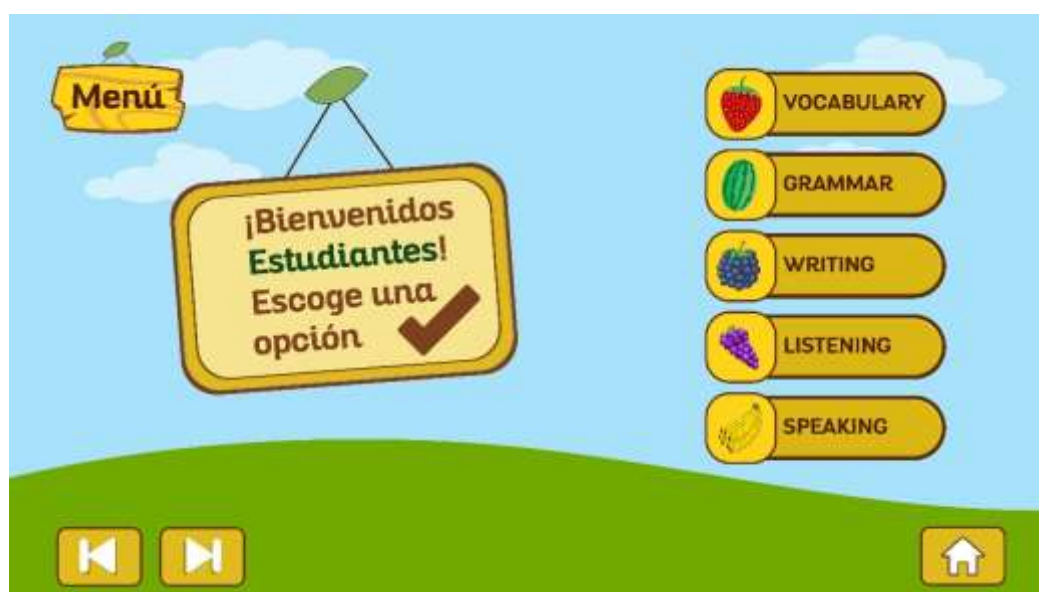 Menú
¡Bienvenidos
Estudiantes!
Escoge una
opción
VOCABULARY
GRAMMAR
WRITING
LISTENING
SPEAKING